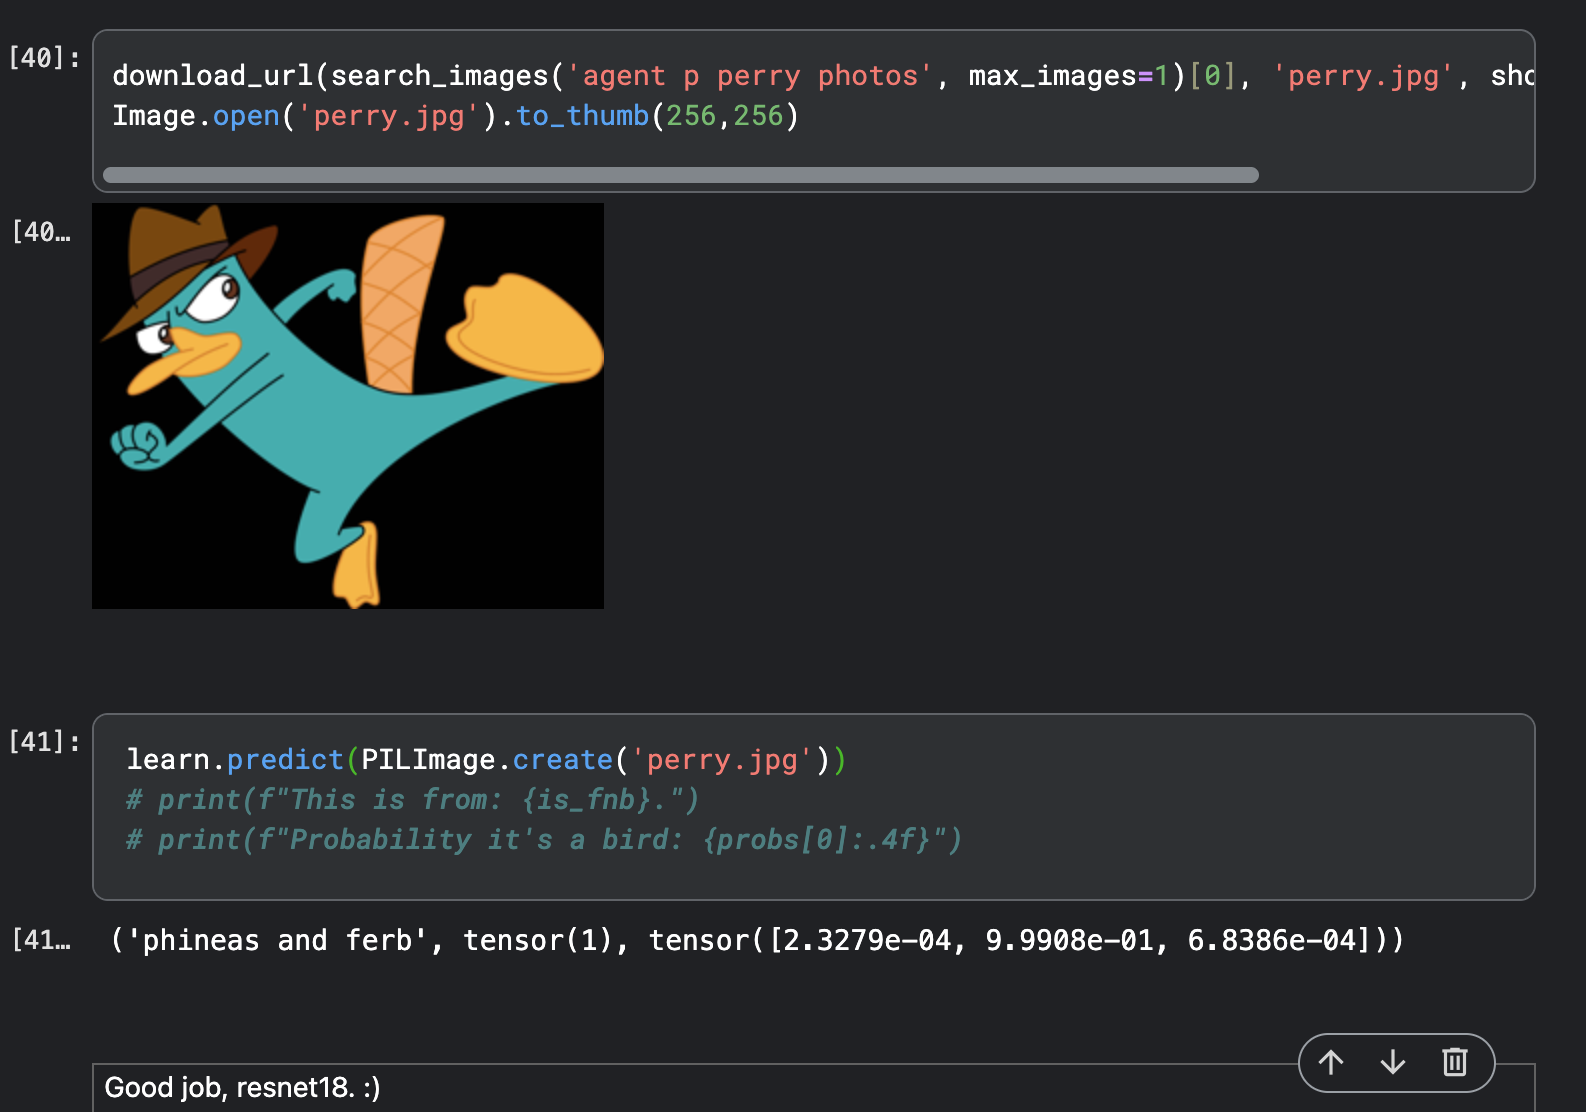 [40]:
download_url(search_images('agent p perry photos', max_images=1)[0], 'perry.jpg', sho
Image.open('perry.jpg').to_thumb(256,256)
[40…
[41]:
learn.predict(PILImage.create('perry.jpg'))
# print(f"This is from: {is_fnb}.")
# print(f"Probability it's a bird: {probs[0]:.4f}")
[41…
('phineas and ferb', tensor(1), tensor([2.3279e-04, 9.9908e-01, 6.8386e-04]))
Good job, resnet18. :)